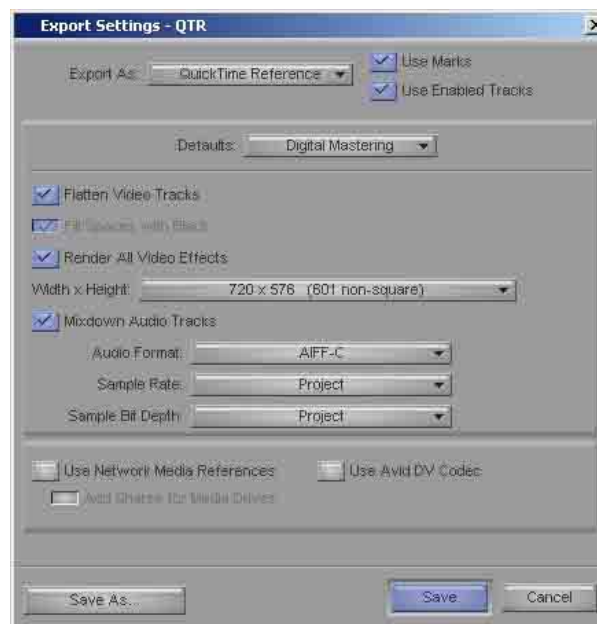 Export Settings - QTR
Export As: QuickTime Reference
Use Marks
Use Enabled Tracks
Defaults: Digital Mastering
Flatten Video Tracks
Fill Spaces with Black
Render All Video Effects
Width x Height: 720 x 576 (601 non-square)
Mixdown Audio Tracks
Audio Format: AIFF-C
Sample Rate: Project
Sample Bit Depth: Project
Use Network Media References
Use Avid DV Codec
Add Shares for Media Drives
Save As...
Save
Cancel